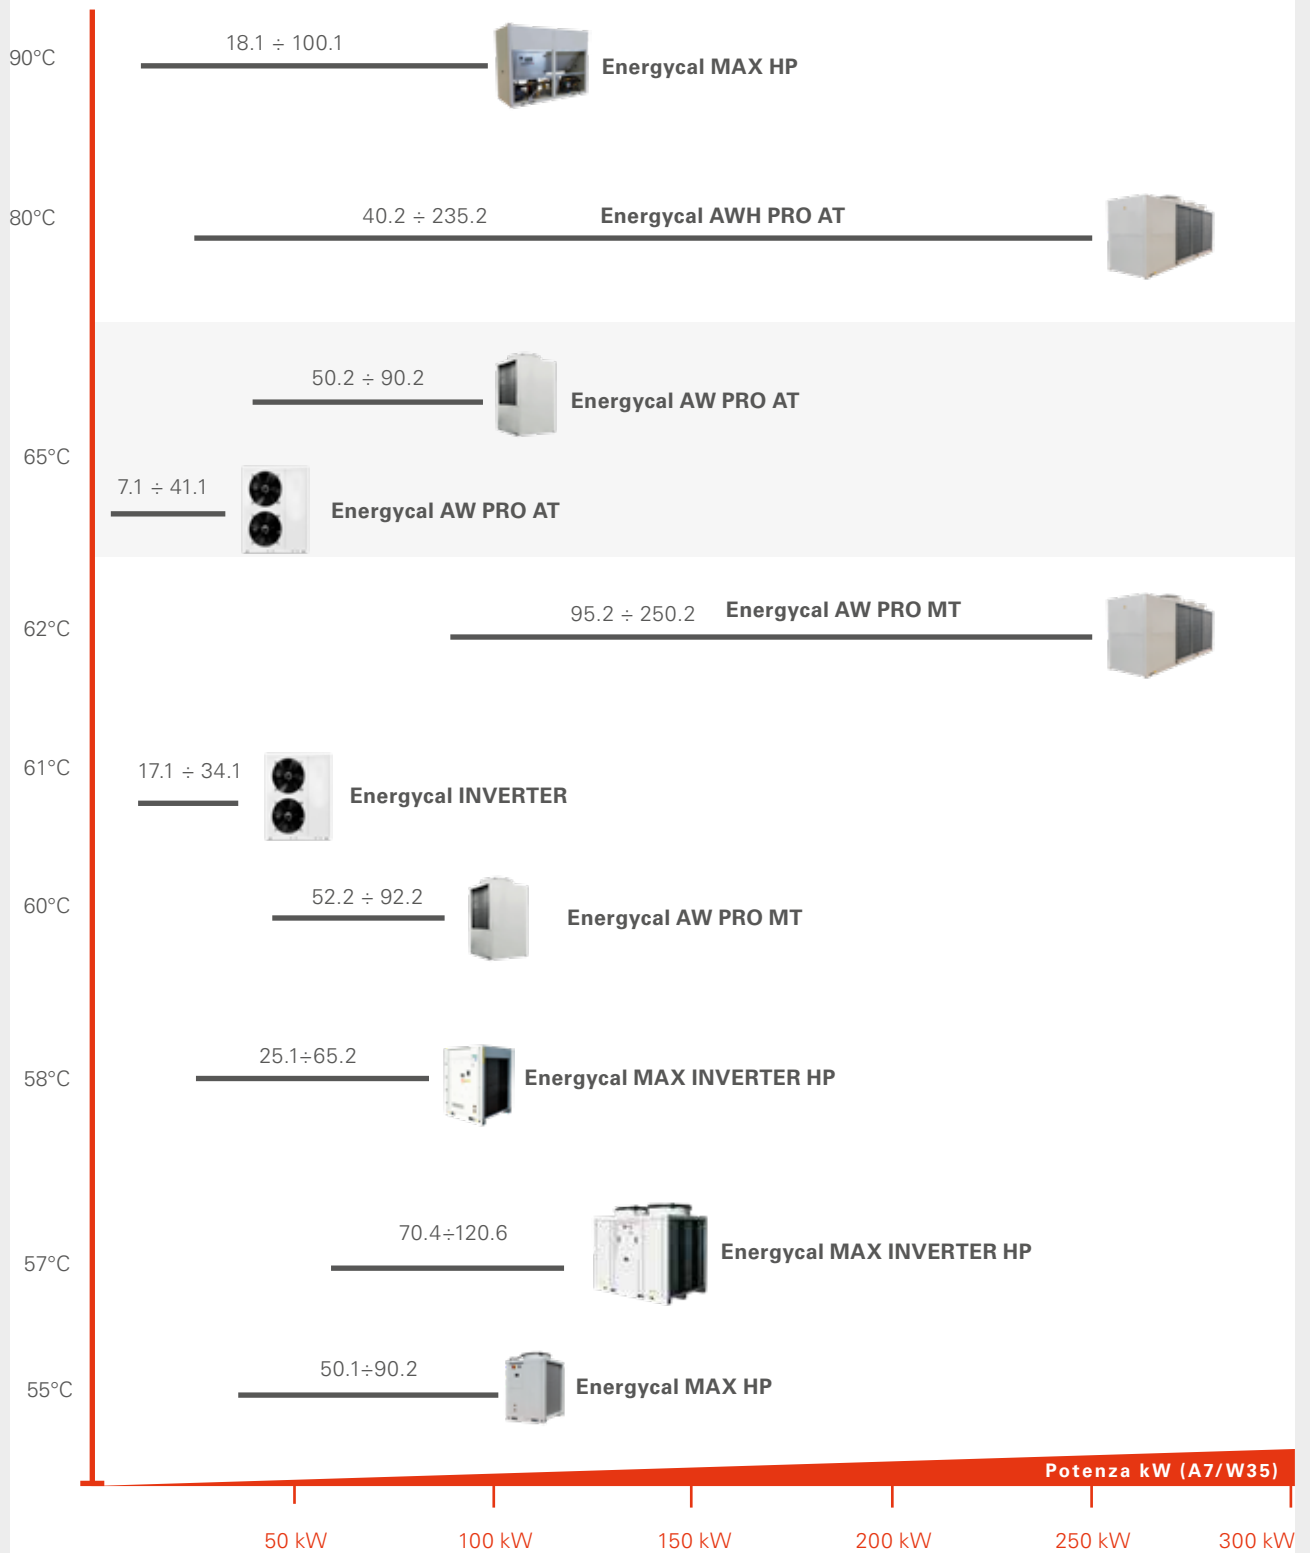 90°C
18.1 ÷ 100.1
Energycal MAX HP
80°C
40.2 ÷ 235.2
Energycal AWH PRO AT
50.2 ÷ 90.2
Energycal AW PRO AT
65°C
7.1 ÷ 41.1
Energycal AW PRO AT
62°C
95.2 ÷ 250.2
Energycal AW PRO MT
61°C
17.1 ÷ 34.1
Energycal INVERTER
60°C
52.2 ÷ 92.2
Energycal AW PRO MT
58°C
25.1÷65.2
Energycal MAX INVERTER HP
57°C
70.4÷120.6
Energycal MAX INVERTER HP
55°C
50.1÷90.2
Energycal MAX HP
Potenza kW (A7/W35)
50 kW 100 kW 150 kW 200 kW 250 kW 300 kW